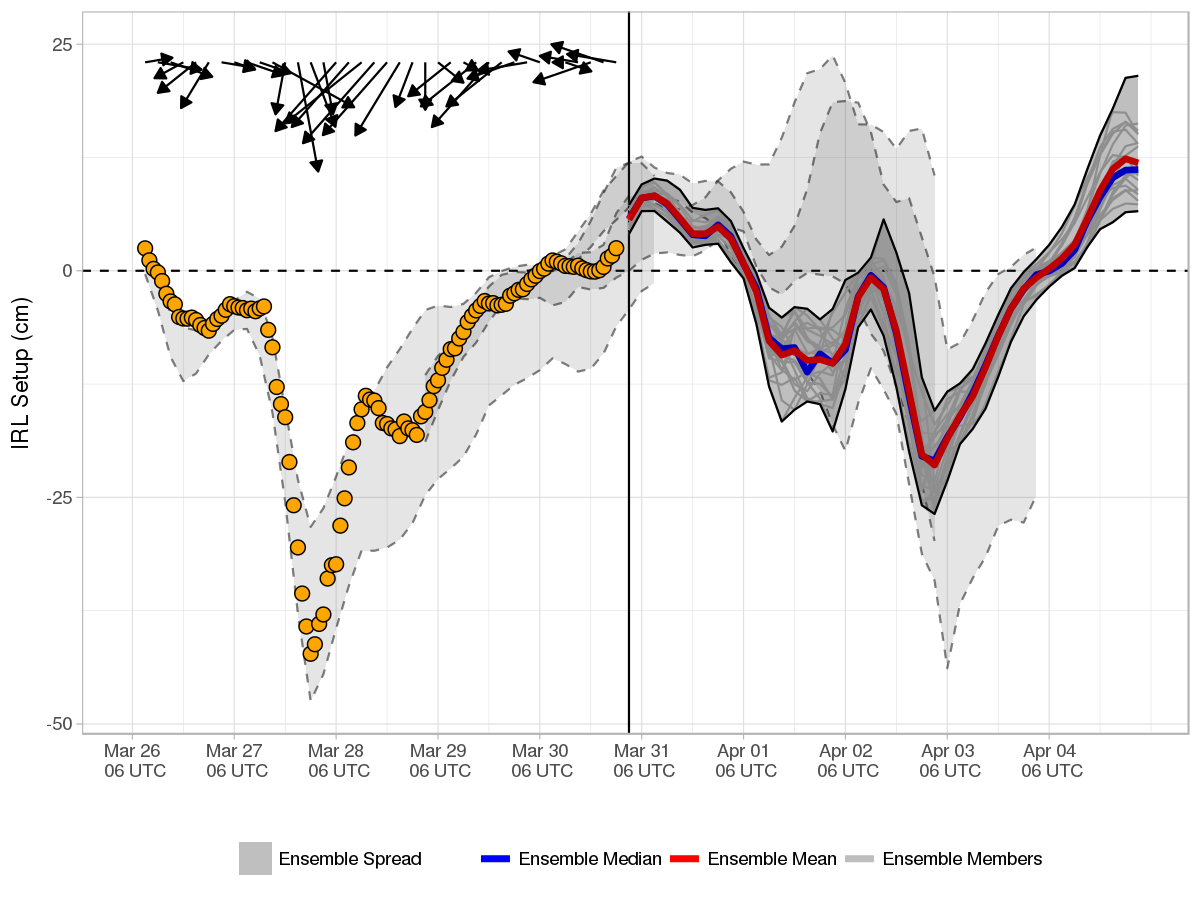 25
0
-25
-50
IRL Setup (cm)
Mar 26 Mar 27 Mar 28 Mar 29 Mar 30 Mar 31 Apr 01 Apr 02 Apr 03 Apr 04
06 UTC 06 UTC 06 UTC 06 UTC 06 UTC 06 UTC 06 UTC 06 UTC 06 UTC 06 UTC
Ensemble Spread Ensemble Median Ensemble Mean Ensemble Members